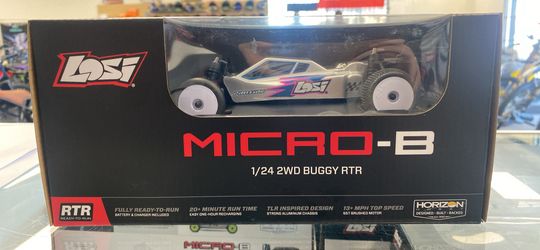 LOSI
LOSI
MICRO-B
1/24 2WD BUGGY RTR
RTR
READY-TO-RUN
FULLY READY-TO-RUN
BATTERY & CHARGER INCLUDED
20+ MINUTE RUN TIME
EASY ONE-HOUR RECHARGING
TLR INSPIRED DESIGN
STRONG ALUMINUM CHASSIS
13+ MPH TOP SPEED
BRUSHED MOTOR
HORIZON
DESIGNED • BUILT • BACKED
MICRO-B